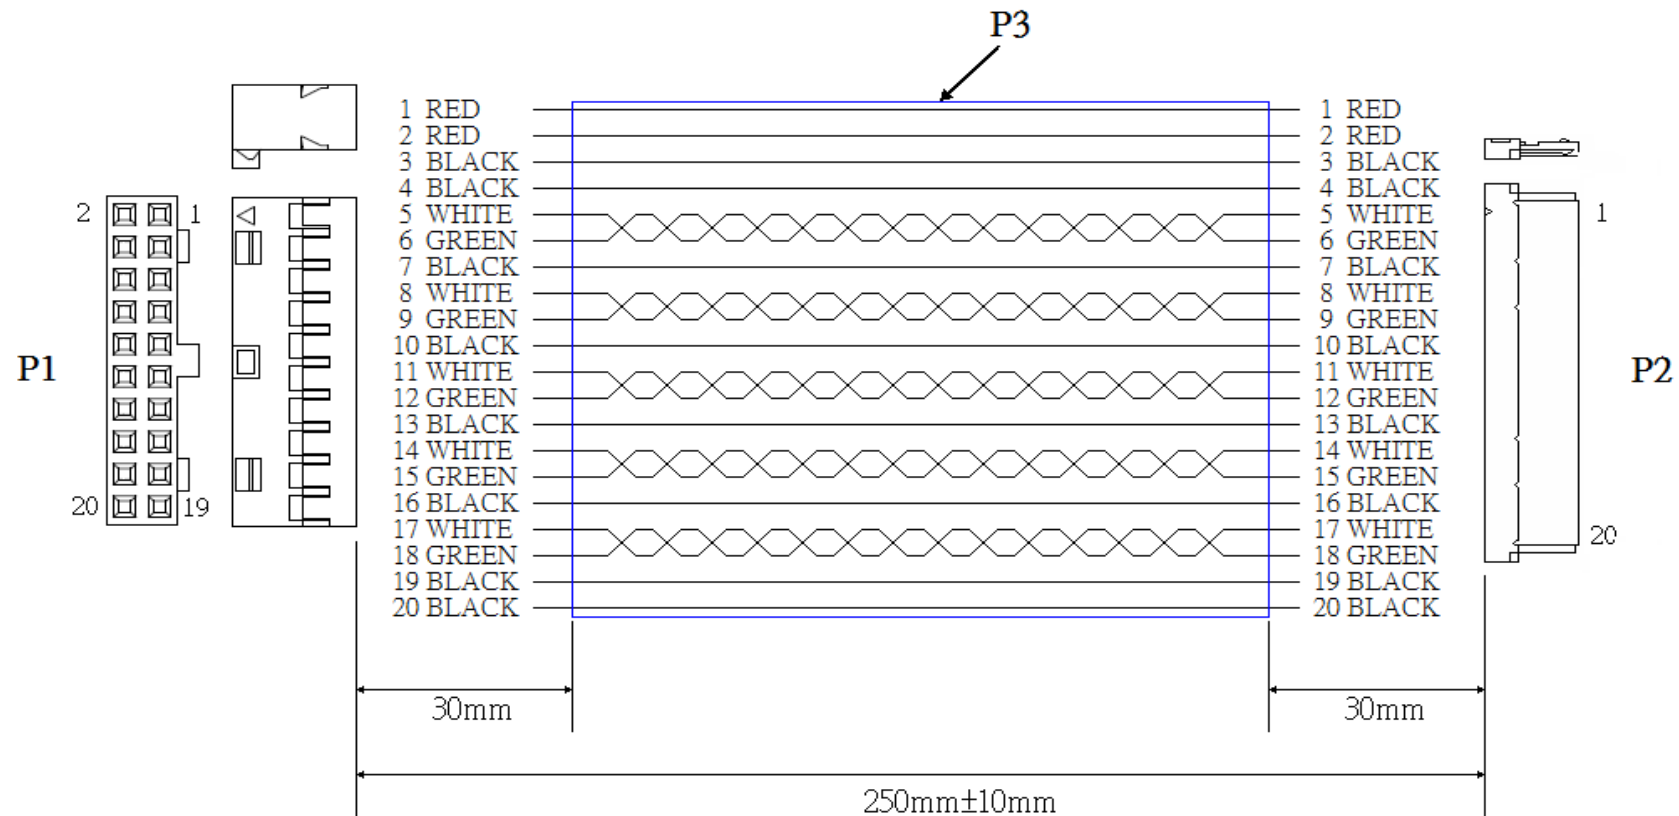 P3
1 RED 1 RED
2 RED 2 RED
3 BLACK 3 BLACK
4 BLACK 4 BLACK
2 1 5 WHITE 5 WHITE 1
6 GREEN 6 GREEN
7 BLACK 7 BLACK
8 WHITE 8 WHITE
9 GREEN 9 GREEN
10 BLACK 10 BLACK
P1 11 WHITE 11 WHITE P2
12 GREEN 12 GREEN
13 BLACK 13 BLACK
14 WHITE 14 WHITE
15 GREEN 15 GREEN
20 19 16 BLACK 16 BLACK
17 WHITE 17 WHITE 20
18 GREEN 18 GREEN
19 BLACK 19 BLACK
20 BLACK 20 BLACK
30mm 30mm
250mm±10mm